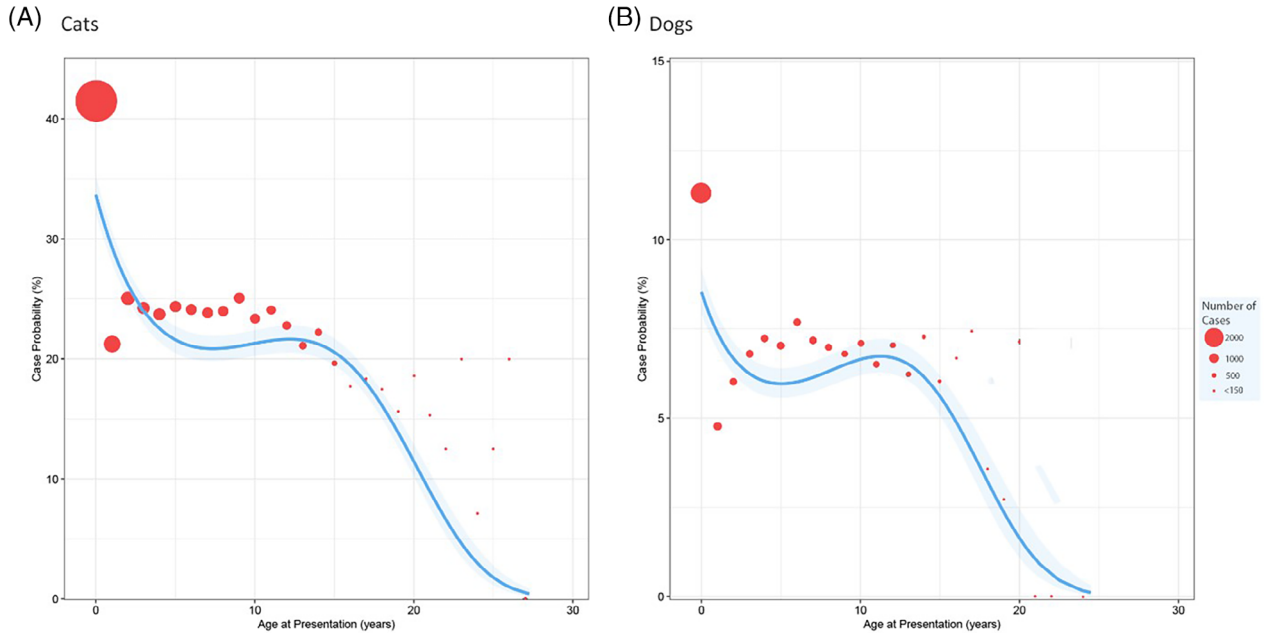 (A) Cats
(B) Dogs
Case Probability (%)
40
30
20
10
0
0 10 20 30
Age at Presentation (years)
Case Probability (%)
15
10
5
0
0 10 20 30
Age at Presentation (years)
Number of
Cases
2000
1000
500
<150